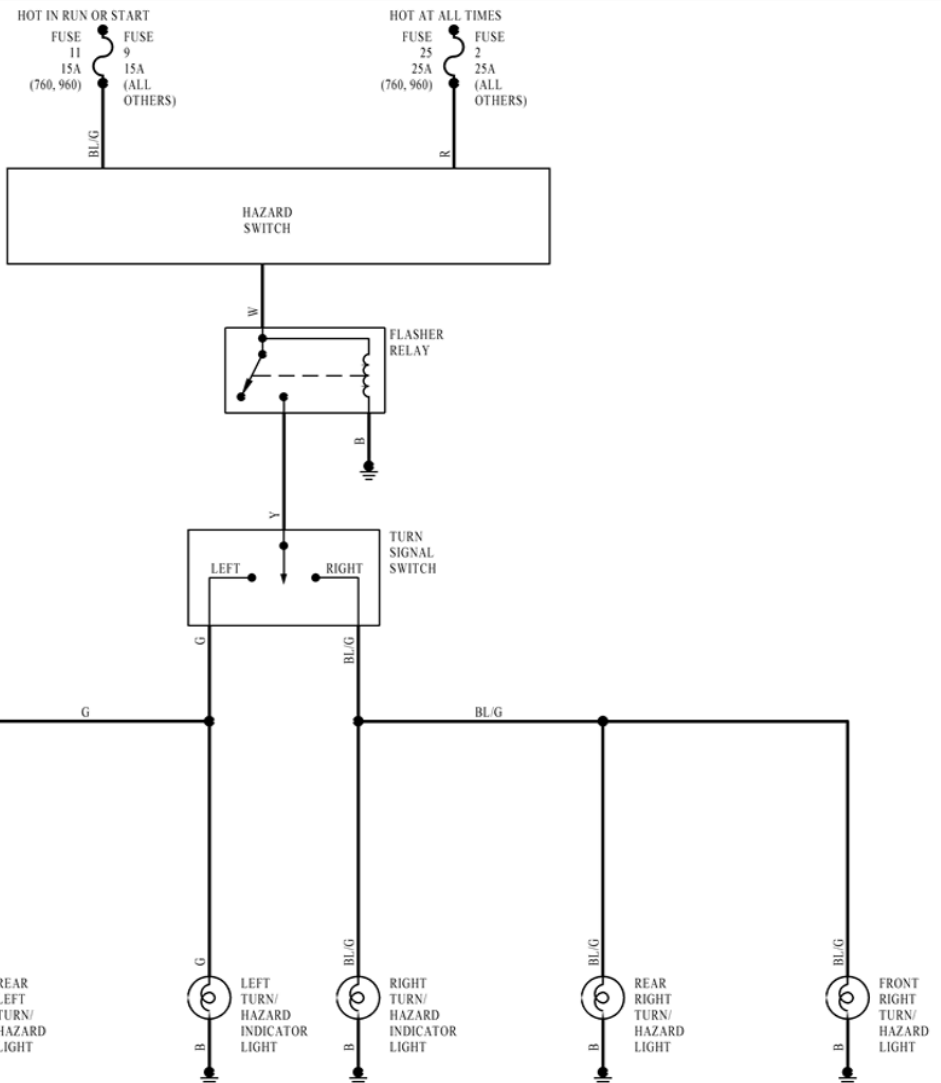 HOT IN RUN OR START
FUSE
11
15A
(760, 960)
FUSE
9
15A
(ALL
OTHERS)
HOT AT ALL TIMES
FUSE
25
25A
(760, 960)
FUSE
2
25A
(ALL
OTHERS)
BL/G
R
HAZARD
SWITCH
W
FLASHER
RELAY
B
Y
TURN
SIGNAL
SWITCH
LEFT
RIGHT
G
BL/G
G
BL/G
G
BL/G
BL/G
BL/G
REAR
LEFT
TURN/
HAZARD
LIGHT
LEFT
TURN/
HAZARD
INDICATOR
LIGHT
RIGHT
TURN/
HAZARD
INDICATOR
LIGHT
REAR
RIGHT
TURN/
HAZARD
LIGHT
FRONT
RIGHT
TURN/
HAZARD
LIGHT
B
B
B
B